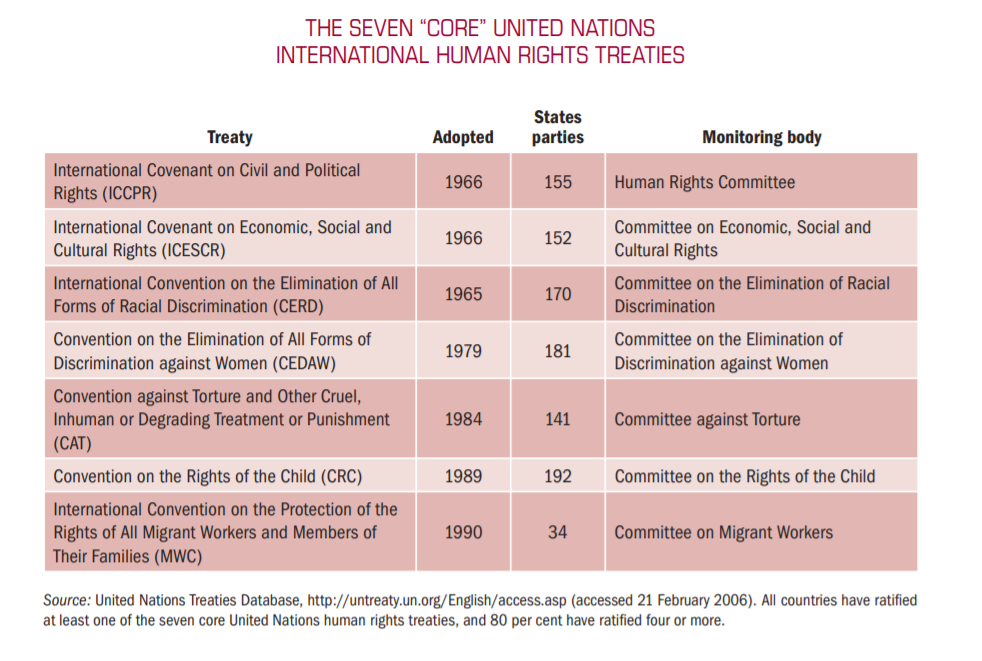 THE SEVEN “CORE” UNITED NATIONS
INTERNATIONAL HUMAN RIGHTS TREATIES
Treaty Adopted States parties Monitoring body
International Covenant on Civil and Political
Rights (ICCPR)
1966
155
Human Rights Committee
International Covenant on Economic, Social and
Cultural Rights (ICESCR)
1966
152
Committee on Economic, Social and
Cultural Rights
International Convention on the Elimination of All
Forms of Racial Discrimination (CERD)
1965
170
Committee on the Elimination of Racial
Discrimination
Convention on the Elimination of All Forms of
Discrimination against Women (CEDAW)
1979
181
Committee on the Elimination of
Discrimination against Women
Convention against Torture and Other Cruel,
Inhuman or Degrading Treatment or Punishment
(CAT)
1984
141
Committee against Torture
Convention on the Rights of the Child (CRC)
1989
192
Committee on the Rights of the Child
International Convention on the Protection of the
Rights of All Migrant Workers and Members of
Their Families (MWC)
1990
34
Committee on Migrant Workers
Source: United Nations Treaties Database, http://untreaty.un.org/English/access.asp (accessed 21 February 2006). All countries have ratified
at least one of the seven core United Nations human rights treaties, and 80 per cent have ratified four or more.